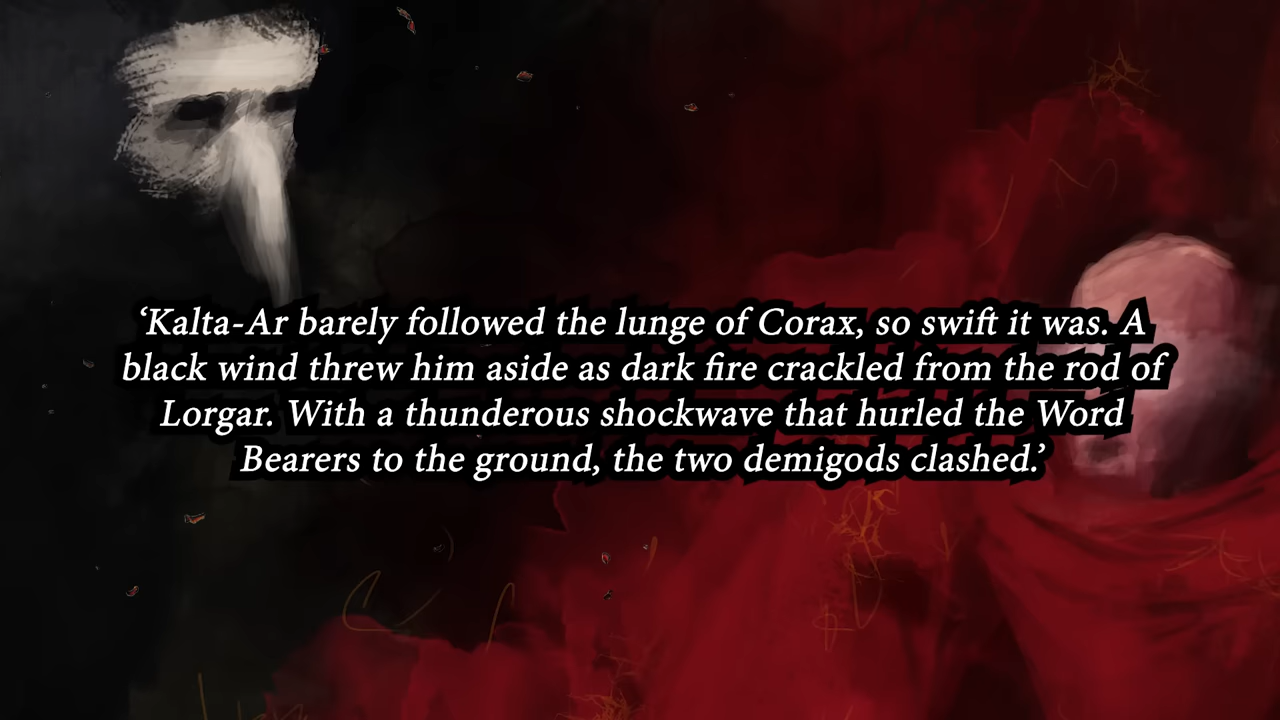 ‘Kalta-Ar barely followed the lunge of Corax, so swift it was. A
black wind threw him aside as dark fire crackled from the rod of
Lorgar. With a thunderous shockwave that hurled the Word
Bearers to the ground, the two demigods clashed.’